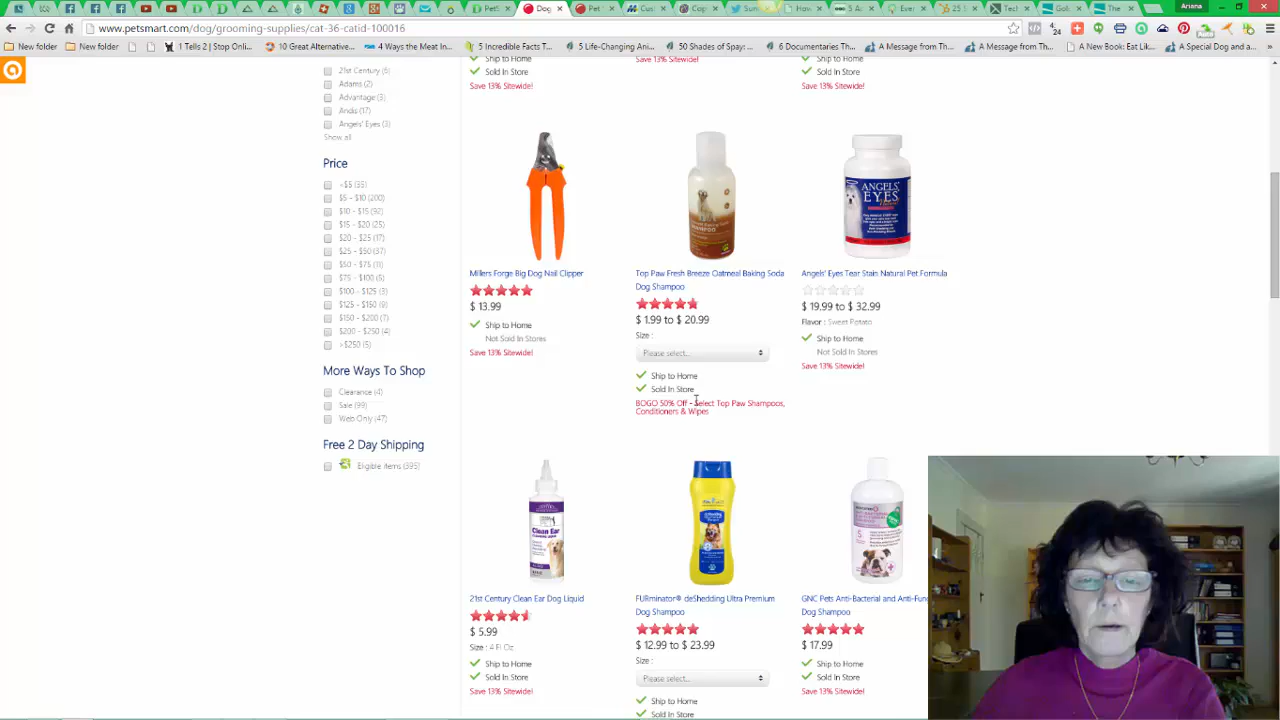 Ariana
www.petsmart.com/dog/grooming-supplies/cat-36-catid-100016
New folder
New folder
1 Tells 2 | Stop Onli...
10 Great Alternative...
4 Ways the Meat In...
5 Incredible Facts T...
5 Life-Changing Ani...
50 Shades of Spay: ...
6 Documentaries Th...
A Message from Th...
A Message from Th...
A New Book: Eat Lik...
A Special Dog and a...
21st Century (6)
Adams (2)
Advantage (3)
Andis (17)
Angels' Eyes (3)
Show all
Price
<$5 (35)
$5 - $10 (200)
$10 - $15 (92)
$15 - $20 (25)
$20 - $25 (17)
$25 - $50 (37)
$50 - $75 (11)
$75 - $100 (5)
$100 - $125 (3)
$125 - $150 (9)
$150 - $200 (7)
$200 - $250 (4)
>$250 (5)
More Ways To Shop
Clearance (4)
Sale (99)
Web Only (47)
Free 2 Day Shipping
Eligible Items (395)
Ship to Home
Sold In Store
Save 13% Sitewide!
Save 13% Sitewide!
Ship to Home
Sold In Store
Save 13% Sitewide!
Millers Forge Big Dog Nail Clipper
$ 13.99
Ship to Home
Not Sold In Stores
Save 13% Sitewide!
SHAMPOO
Top Paw Fresh Breeze Oatmeal Baking Soda
Dog Shampoo
$ 1.99 to $ 20.99
Size :
Please select...
Ship to Home
Sold In Store
BOGO 50% Off - Select Top Paw Shampoos,
Conditioners & Wipes
ANGELS'
EYES
Natural
Angels' Eyes Tear Stain Natural Pet Formula
$ 19.99 to $ 32.99
Flavor : Sweet Potato
Ship to Home
Not Sold In Stores
Save 13% Sitewide!
Clean Ear
21st Century Clean Ear Dog Liquid
$ 5.99
Size : 4 Fl Oz
Ship to Home
Sold In Store
Save 13% Sitewide!
FURminator® deShedding Ultra Premium
Dog Shampoo
$ 12.99 to $ 23.99
Size :
Please select...
Ship to Home
Sold In Store
GNC Pets Anti-Bacterial and Anti-Fun
Dog Shampoo
$ 17.99
Ship to Home
Sold In Store
Save 13% Sitewide!